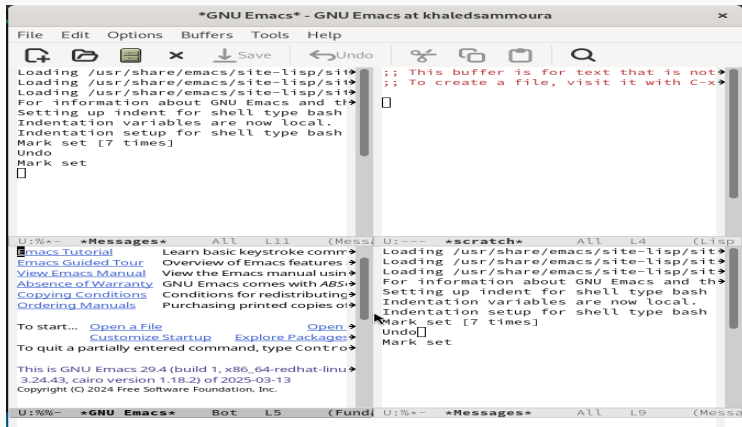 *GNU Emacs* - GNU Emacs at khaledsammoura
File Edit Options Buffers Tools Help
Save Undo
Loading /usr/share/emacs/site-lisp/sit
Loading /usr/share/emacs/site-lisp/sit
Loading /usr/share/emacs/site-lisp/sit
For information about GNU Emacs and th
Setting up indent for shell type bash
Indentation variables are now local.
Indentation setup for shell type bash
Mark set [7 times]
Undo
Mark set
U:%*- *Messages* All L11 (Mess
;; This buffer is for text that is not
;; To create a file, visit it with C-x
U:--- *scratch* All L4 (Lisp
Emacs Tutorial Learn basic keystroke comm
Emacs Guided Tour Overview of Emacs features
View Emacs Manual View the Emacs manual usin
Absence of Warranty GNU Emacs comes with ABS
Copying Conditions Conditions for redistributing
Ordering Manuals Purchasing printed copies of
To start... Open a File Open
Customize Startup Explore Packages
To quit a partially entered command, type Contro
This is GNU Emacs 29.4 (build 1, x86_64-redhat-linu
3.24.43, cairo version 1.18.2) of 2025-03-13
Copyright (C) 2024 Free Software Foundation, Inc.
U:%%- *GNU Emacs* Bot L5 (Fund
Loading /usr/share/emacs/site-lisp/sit
Loading /usr/share/emacs/site-lisp/sit
Loading /usr/share/emacs/site-lisp/sit
For information about GNU Emacs and th
Setting up indent for shell type bash
Indentation variables are now local.
Indentation setup for shell type bash
Mark set [7 times]
Undo
Mark set
U:%*- *Messages* All L9 (Messa